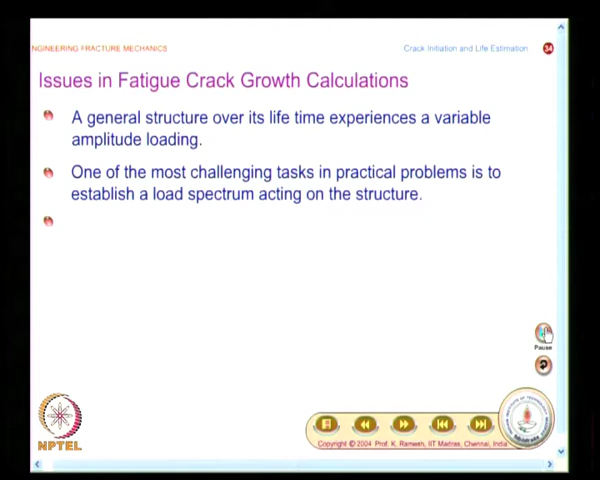 NGINEERING FRACTURE MECHANICS
Crack Initiation and Life Estimation
34
Issues in Fatigue Crack Growth Calculations
A general structure over its life time experiences a variable
amplitude loading.
One of the most challenging tasks in practical problems is to
establish a load spectrum acting on the structure.
Pause
NPTEL
Copyright © 2004 Prof. K. Ramesh, IIT Madras, Chennai, India